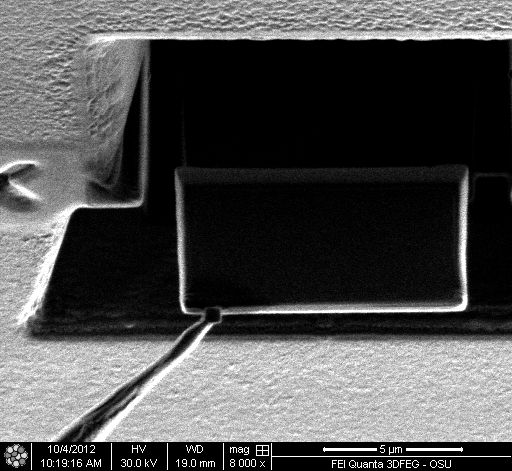 10/4/2012 HV WD mag 5 µm
10:19:16 AM 30.0 kV 19.0 mm 8 000 x FEI Quanta 3DFEG - OSU